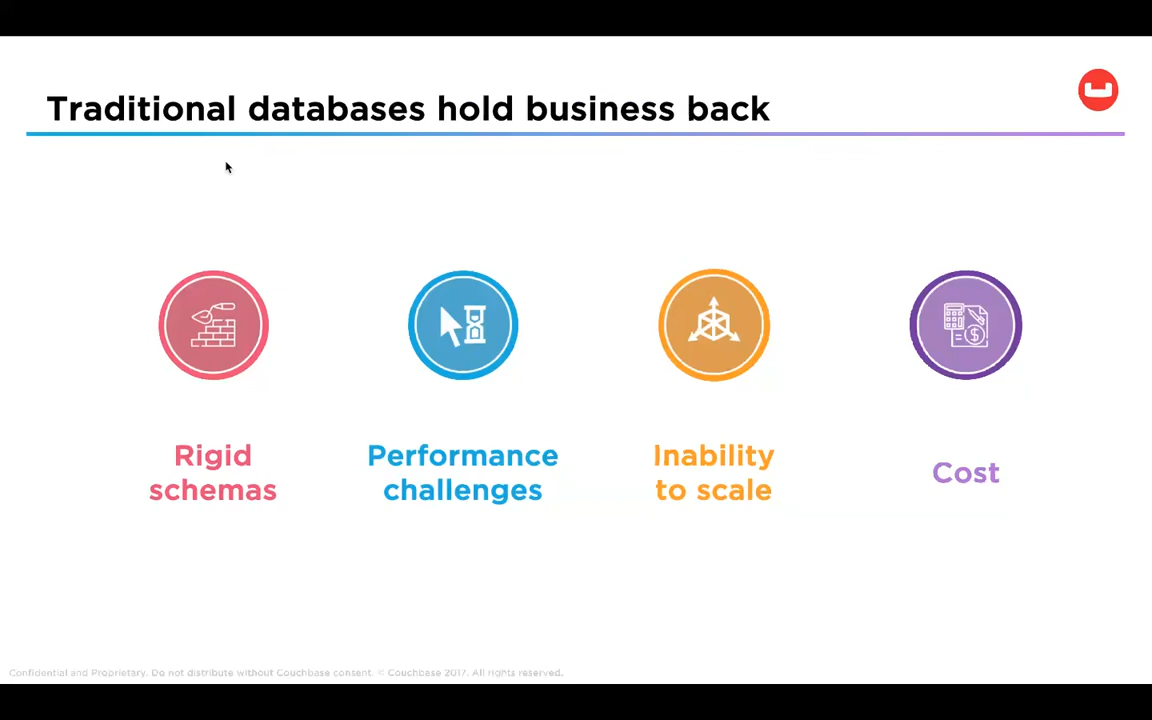 Traditional databases hold business back
Rigid
schemas
Performance
challenges
Inability
to scale
Cost
Confidential and Proprietary. Do not distribute without Couchbase consent. © Couchbase 2017. All rights reserved.